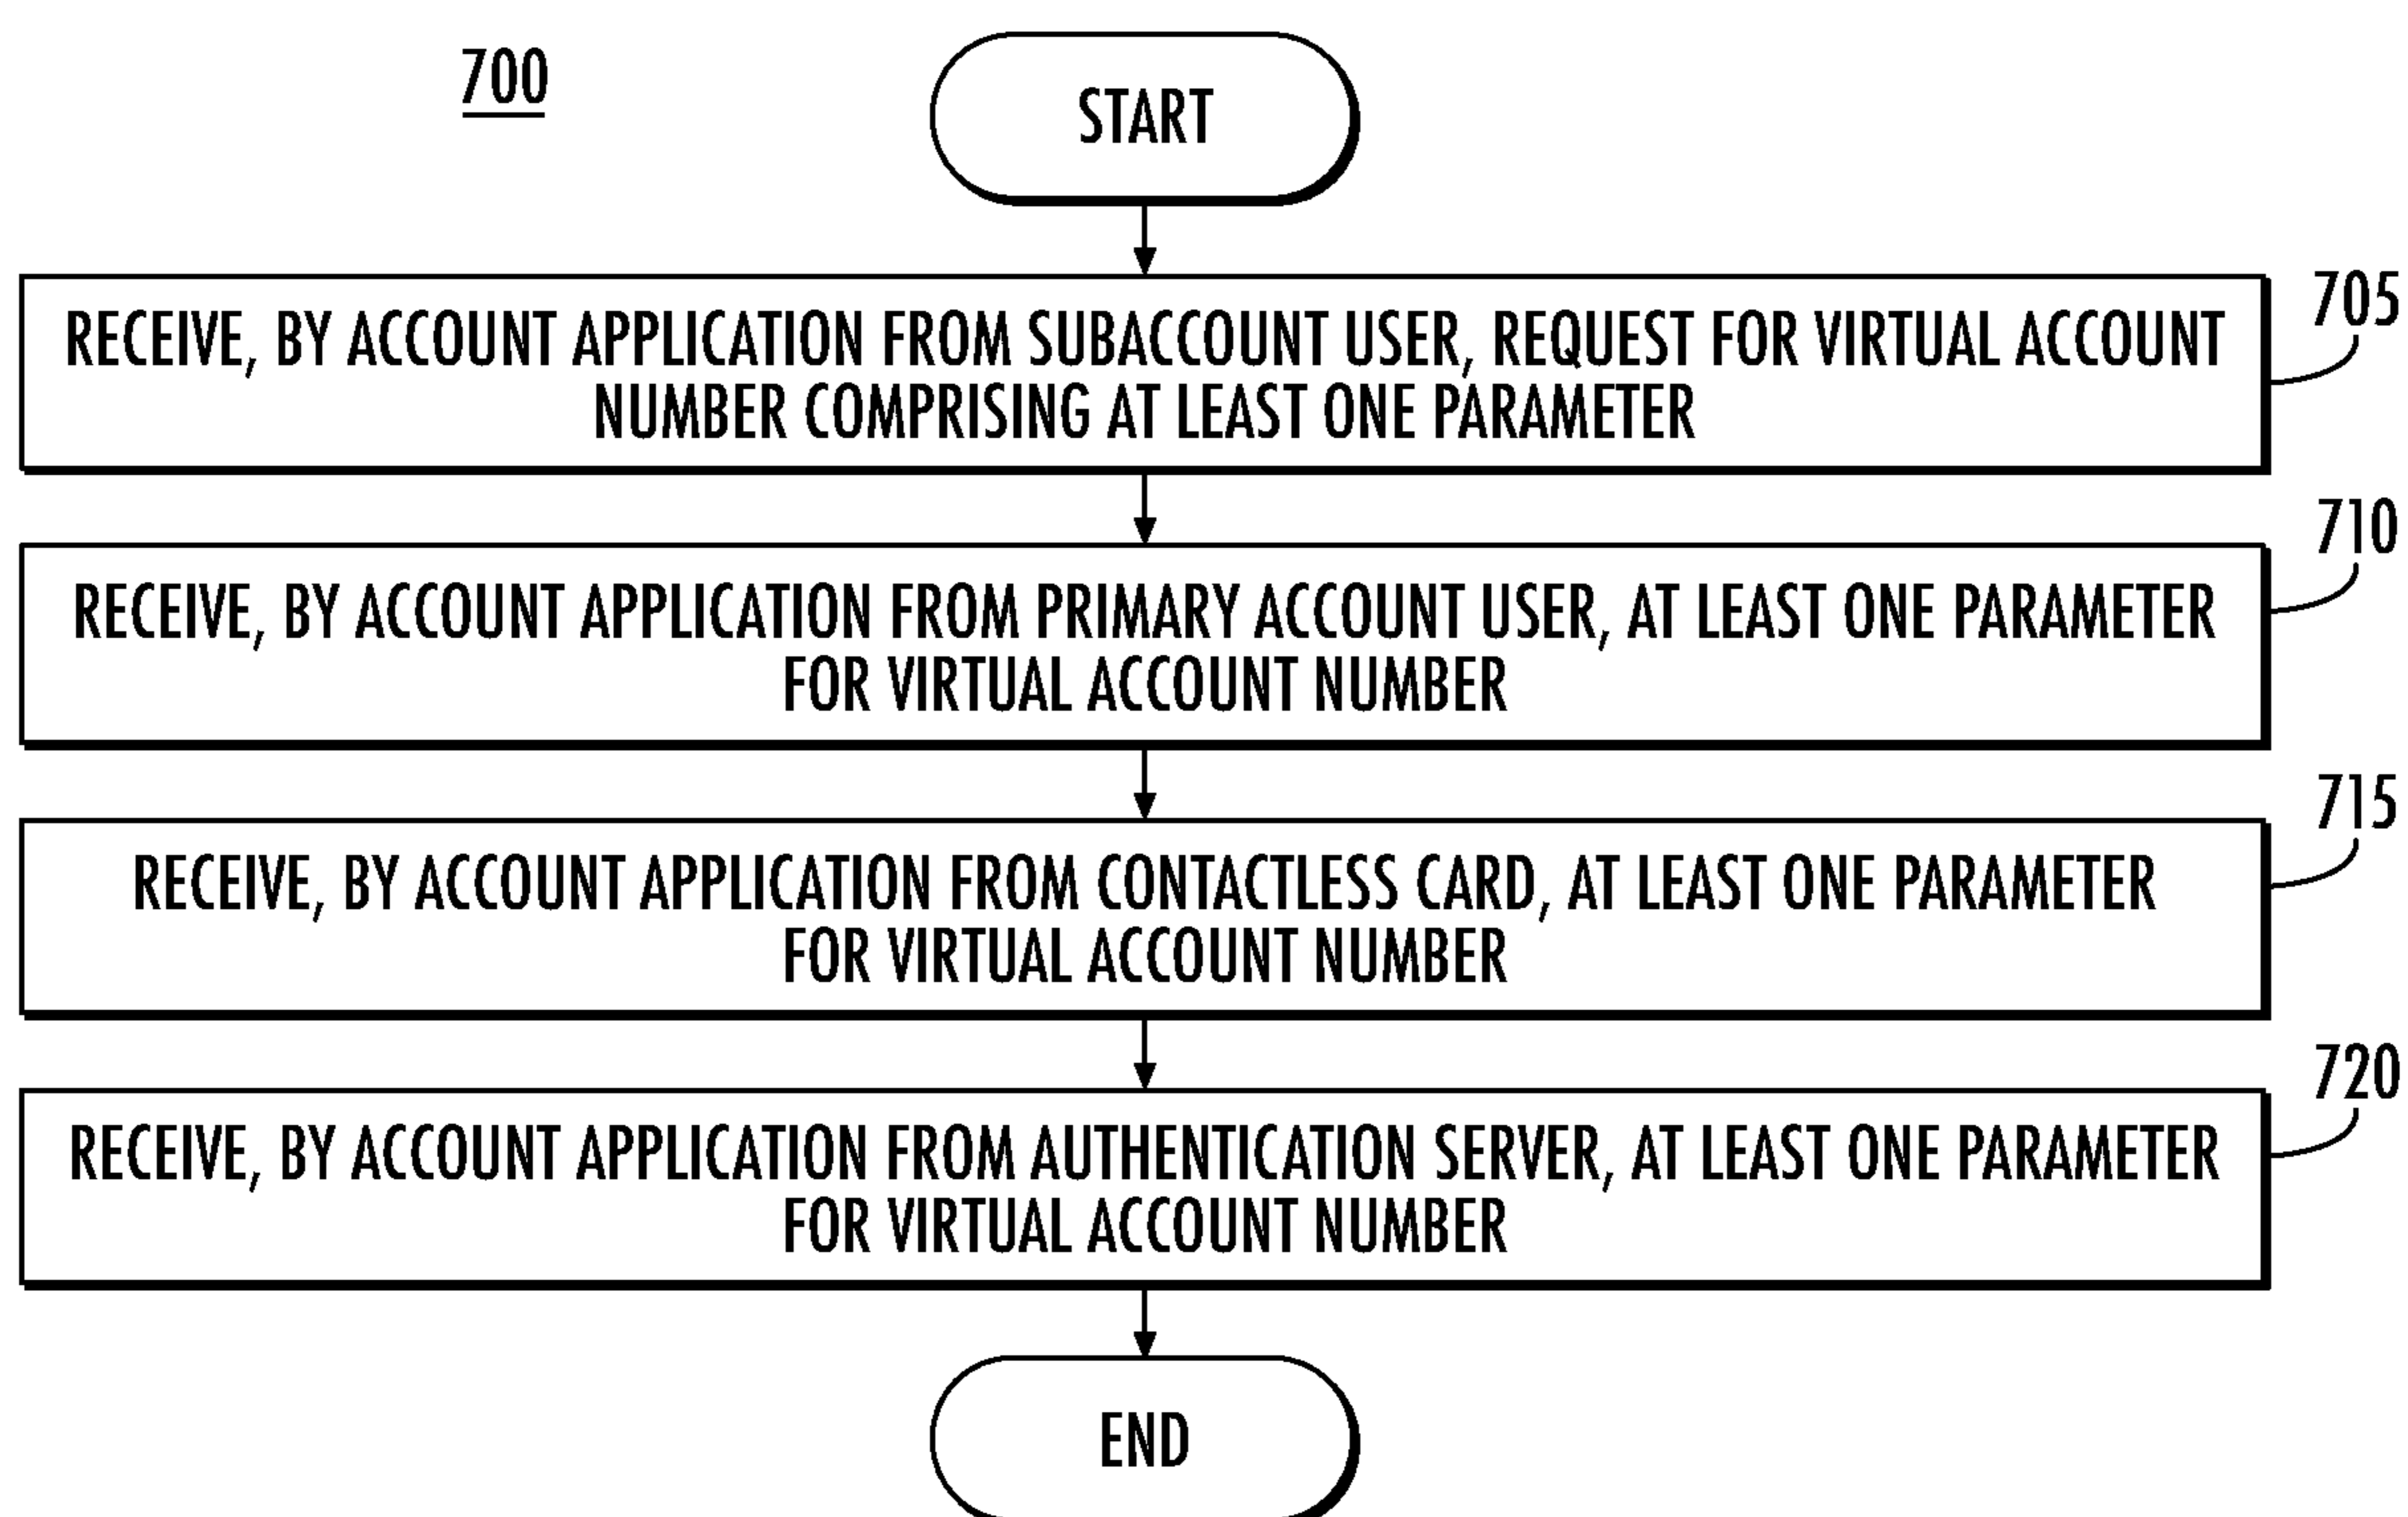 700
START
RECEIVE, BY ACCOUNT APPLICATION FROM SUBACCOUNT USER, REQUEST FOR VIRTUAL ACCOUNT
NUMBER COMPRISING AT LEAST ONE PARAMETER
705
RECEIVE, BY ACCOUNT APPLICATION FROM PRIMARY ACCOUNT USER, AT LEAST ONE PARAMETER
FOR VIRTUAL ACCOUNT NUMBER
710
RECEIVE, BY ACCOUNT APPLICATION FROM CONTACTLESS CARD, AT LEAST ONE PARAMETER
FOR VIRTUAL ACCOUNT NUMBER
715
RECEIVE, BY ACCOUNT APPLICATION FROM AUTHENTICATION SERVER, AT LEAST ONE PARAMETER
FOR VIRTUAL ACCOUNT NUMBER
720
END